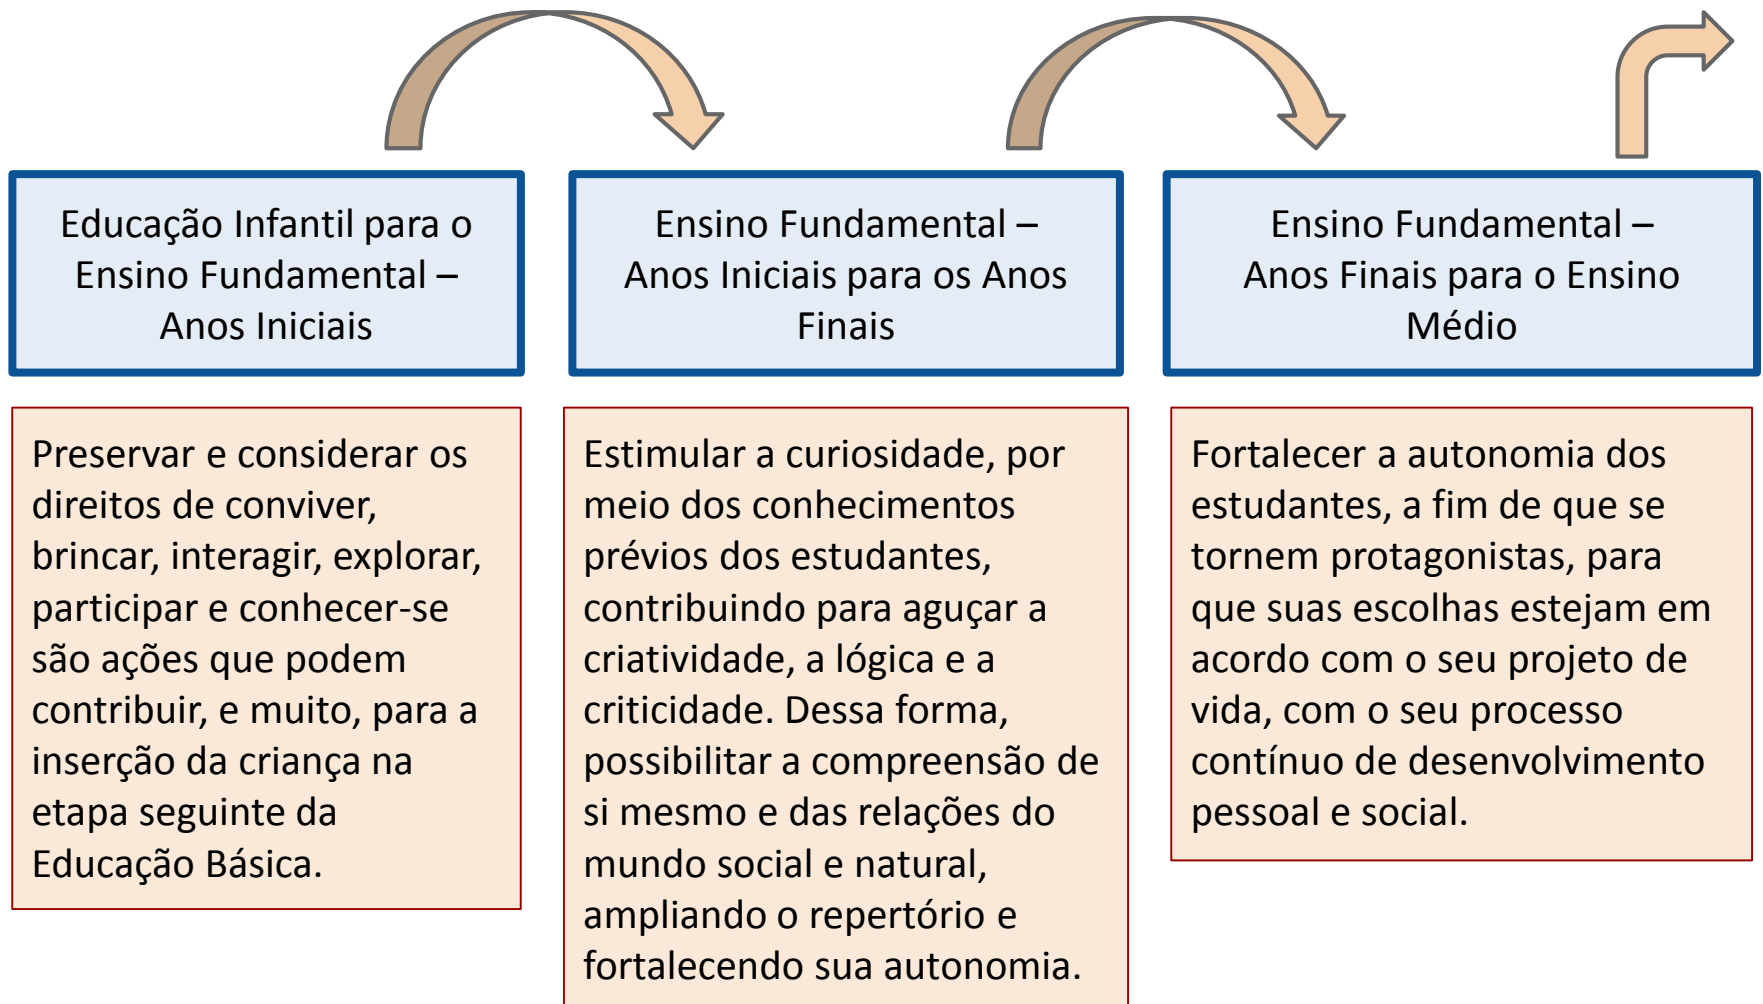 Educação Infantil para o
Ensino Fundamental –
Anos Iniciais
Ensino Fundamental –
Anos Iniciais para os Anos
Finais
Ensino Fundamental –
Anos Finais para o Ensino
Médio
Preservar e considerar os
direitos de conviver,
brincar, interagir, explorar,
participar e conhecer-se
são ações que podem
contribuir, e muito, para a
inserção da criança na
etapa seguinte da
Educação Básica.
Estimular a curiosidade, por
meio dos conhecimentos
prévios dos estudantes,
contribuindo para aguçar a
criatividade, a lógica e a
criticidade. Dessa forma,
possibilitar a compreensão de
si mesmo e das relações do
mundo social e natural,
ampliando o repertório e
fortalecendo sua autonomia.
Fortalecer a autonomia dos
estudantes, a fim de que se
tornem protagonistas, para
que suas escolhas estejam em
acordo com o seu projeto de
vida, com o seu processo
contínuo de desenvolvimento
pessoal e social.